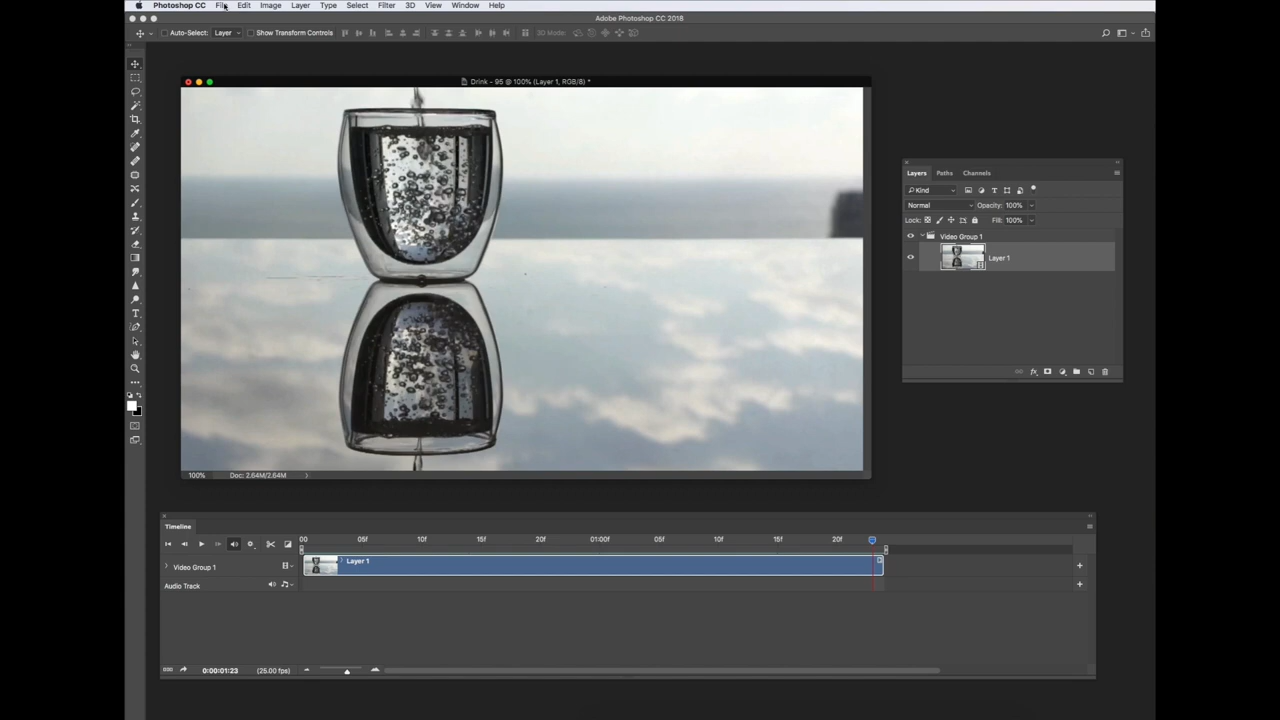 Photoshop CC File Edit Image Layer Type Select Filter 3D View Window Help
Adobe Photoshop CC 2018
Auto-Select: Layer Show Transform Controls 3D Mode:
Drink - 95 @ 100% (Layer 1, RGB/8) *
Layers Paths Channels
Kind
Normal Opacity: 100%
Lock: Fill: 100%
Video Group 1
Layer 1
100% Doc: 2.64M/2.64M
Timeline
00 05f 10f 15f 20f 01:00f 05f 10f 15f 20f
Video Group 1 Layer 1
Audio Track
0:00:01:23 (25.00 fps)